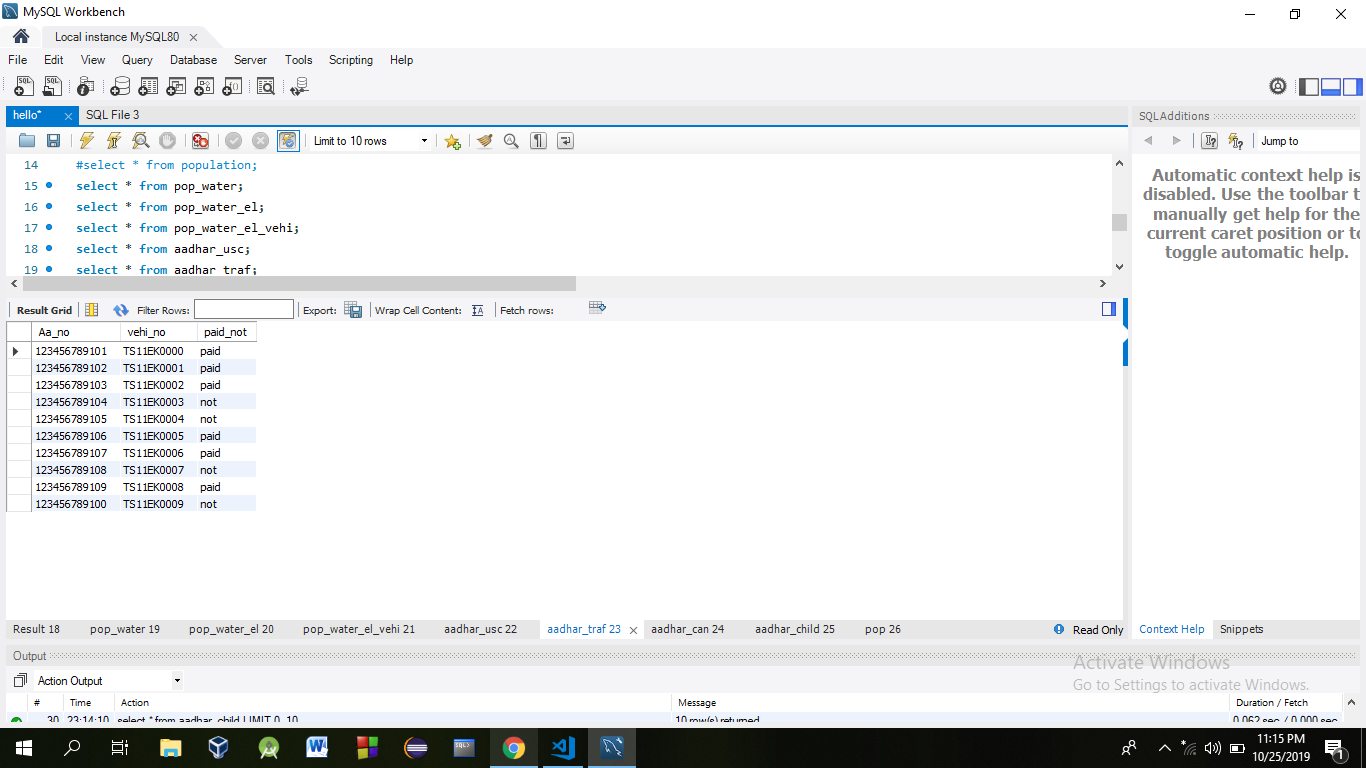 MySQL Workbench
Local instance MySQL80
File Edit View Query Database Server Tools Scripting Help
hello* SQL File 3
Limit to 10 rows
14 #select * from population;
15 select * from pop_water;
16 select * from pop_water_el;
17 select * from pop_water_el_vehi;
18 select * from aadhar_usc;
19 select * from aadhar_traf;
SQLAdditions
Jump to
Automatic context help is
disabled. Use the toolbar t
manually get help for the
current caret position or to
toggle automatic help.
Result Grid Filter Rows: Export: Wrap Cell Content: Fetch rows:
Aa_no vehi_no paid_not
123456789101 TS11EK0000 paid
123456789102 TS11EK0001 paid
123456789103 TS11EK0002 paid
123456789104 TS11EK0003 not
123456789105 TS11EK0004 not
123456789106 TS11EK0005 paid
123456789107 TS11EK0006 paid
123456789108 TS11EK0007 not
123456789109 TS11EK0008 paid
123456789100 TS11EK0009 not
Result 18 pop_water 19 pop_water_el 20 pop_water_el_vehi 21 aadhar_usc 22 aadhar_traf 23 aadhar_can 24 aadhar_child 25 pop 26 Read Only
Context Help Snippets
Output
Activate Windows
Go to Settings to activate Windows.
Action Output
# Time Action Message Duration / Fetch
30 23:14:10 select * from aadhar_child LIMIT 0, 10 10 row(s) returned 0.062 sec / 0.000 sec
11:15 PM
10/25/2019